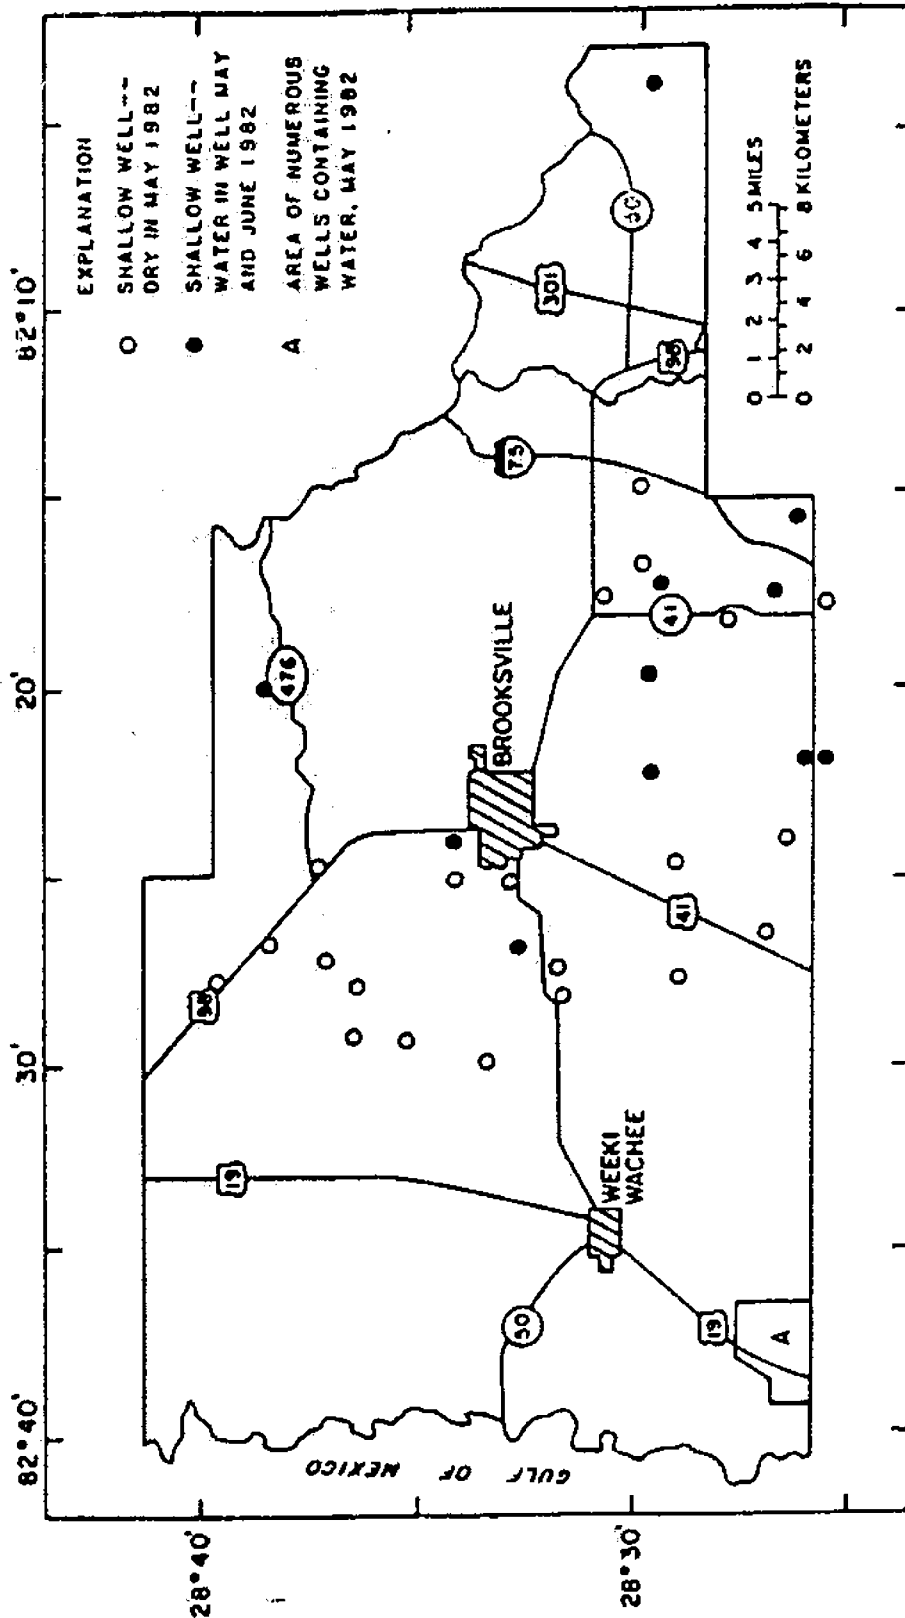 82°40'
30'
20'
82°10'
28°40'
28°30'
EXPLANATION
SHALLOW WELL--
DRY IN MAY 1982
SHALLOW WELL--
WATER IN WELL MAY
AND JUNE 1982
A AREA OF NUMEROUS
WELLS CONTAINING
WATER, MAY 1982
98
476
19
75
301
50
BROOKSVILLE
50
WEEKI
WACHEE
41
98
19
41
A
GULF OF MEXICO
0 1 2 3 4 5 MILES
0 2 4 6 8 KILOMETERS